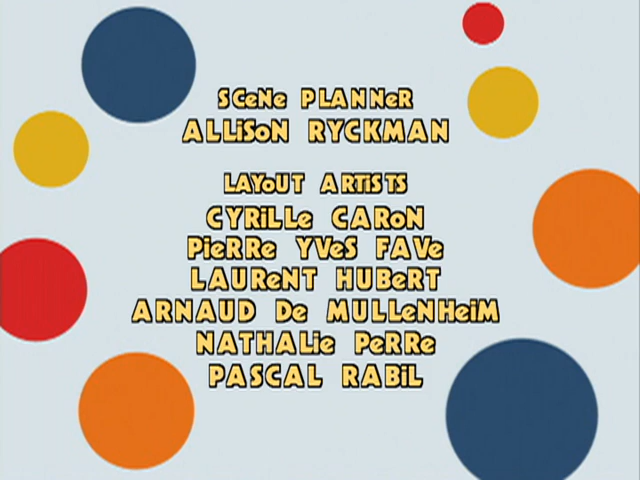 SCeNe PLANNeR
ALLiSoN RYCKMAN
LAYoUT ARTiSTS
CYRiLLe CARoN
PieRRe YVeS FAVe
LAUReNT HUBeRT
ARNAUD De MULLeNHeiM
NATHALie PeRRe
PASCAL RABiL